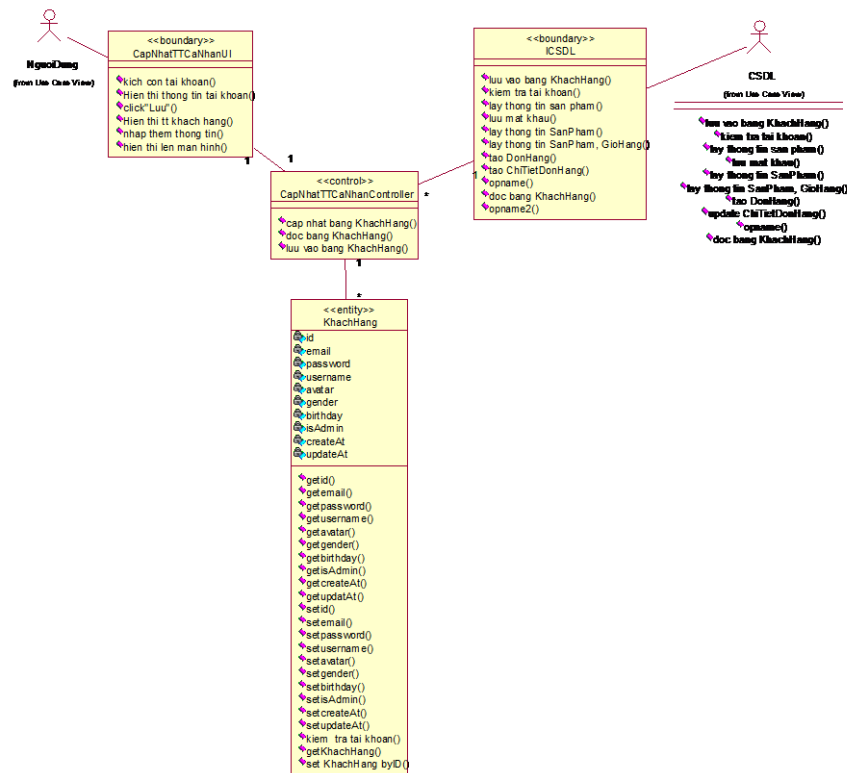 NguoiDung
(from Use Case View)
<<boundary>>
CapNhatTTCaNhanUI
kich con tai khoan()
Hien thi thong tin tai khoan()
click"Luu"()
Hien thi tt khach hang()
nhap them thong tin()
hien thi len man hinh()
1
1
<<control>>
CapNhatTTCaNhanController
cap nhat bang KhachHang()
doc bang KhachHang()
luu vao bang KhachHang()
*
1
1
*
<<boundary>>
ICSDL
luu vao bang KhachHang()
kiem tra tai khoan()
lay thong tin san pham()
luu mat khau()
lay thong tin SanPham()
lay thong tin SanPham, GioHang()
tao DonHang()
tao ChiTietDonHang()
opname()
doc bang KhachHang()
opname2()
CSDL
(from Use Case View)
luu vao bang KhachHang()
kiem tra tai khoan()
lay thong tin san pham()
luu mat khau()
lay thong tin SanPham()
lay thong tin SanPham, GioHang()
tao DonHang()
update ChiTietDonHang()
opname()
doc bang KhachHang()
<<entity>>
KhachHang
id
email
password
username
avatar
gender
birthday
isAdmin
createAt
updateAt
getid()
getemail()
getpassword()
getusername()
getavatar()
getgender()
getbirthday()
getisAdmin()
getcreateAt()
getupdatAt()
setid()
setemail()
setpassword()
setusername()
setavatar()
setgender()
setbirthday()
setisAdmin()
setcreateAt()
setupdateAt()
kiem tra tai khoan()
getKhachHang()
set KhachHang byID()